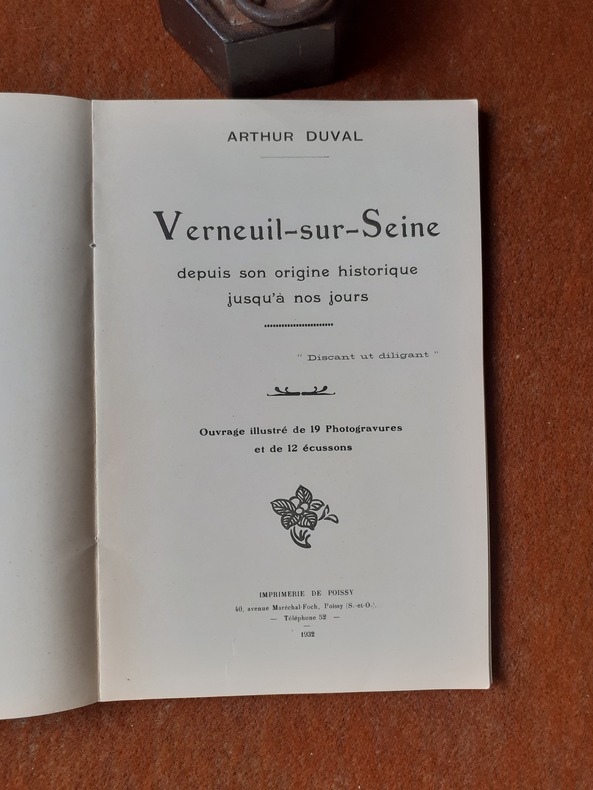 ARTHUR DUVAL
Verneuil-sur-Seine
depuis son origine historique
jusqu'à nos jours
" Discant ut diligant "
Ouvrage illustré de 19 Photogravures
et de 12 écussons
IMPRIMERIE DE POISSY
40, avenue Maréchal-Foch, Poissy (S.-et-O.).
— Téléphone 52 —
1932